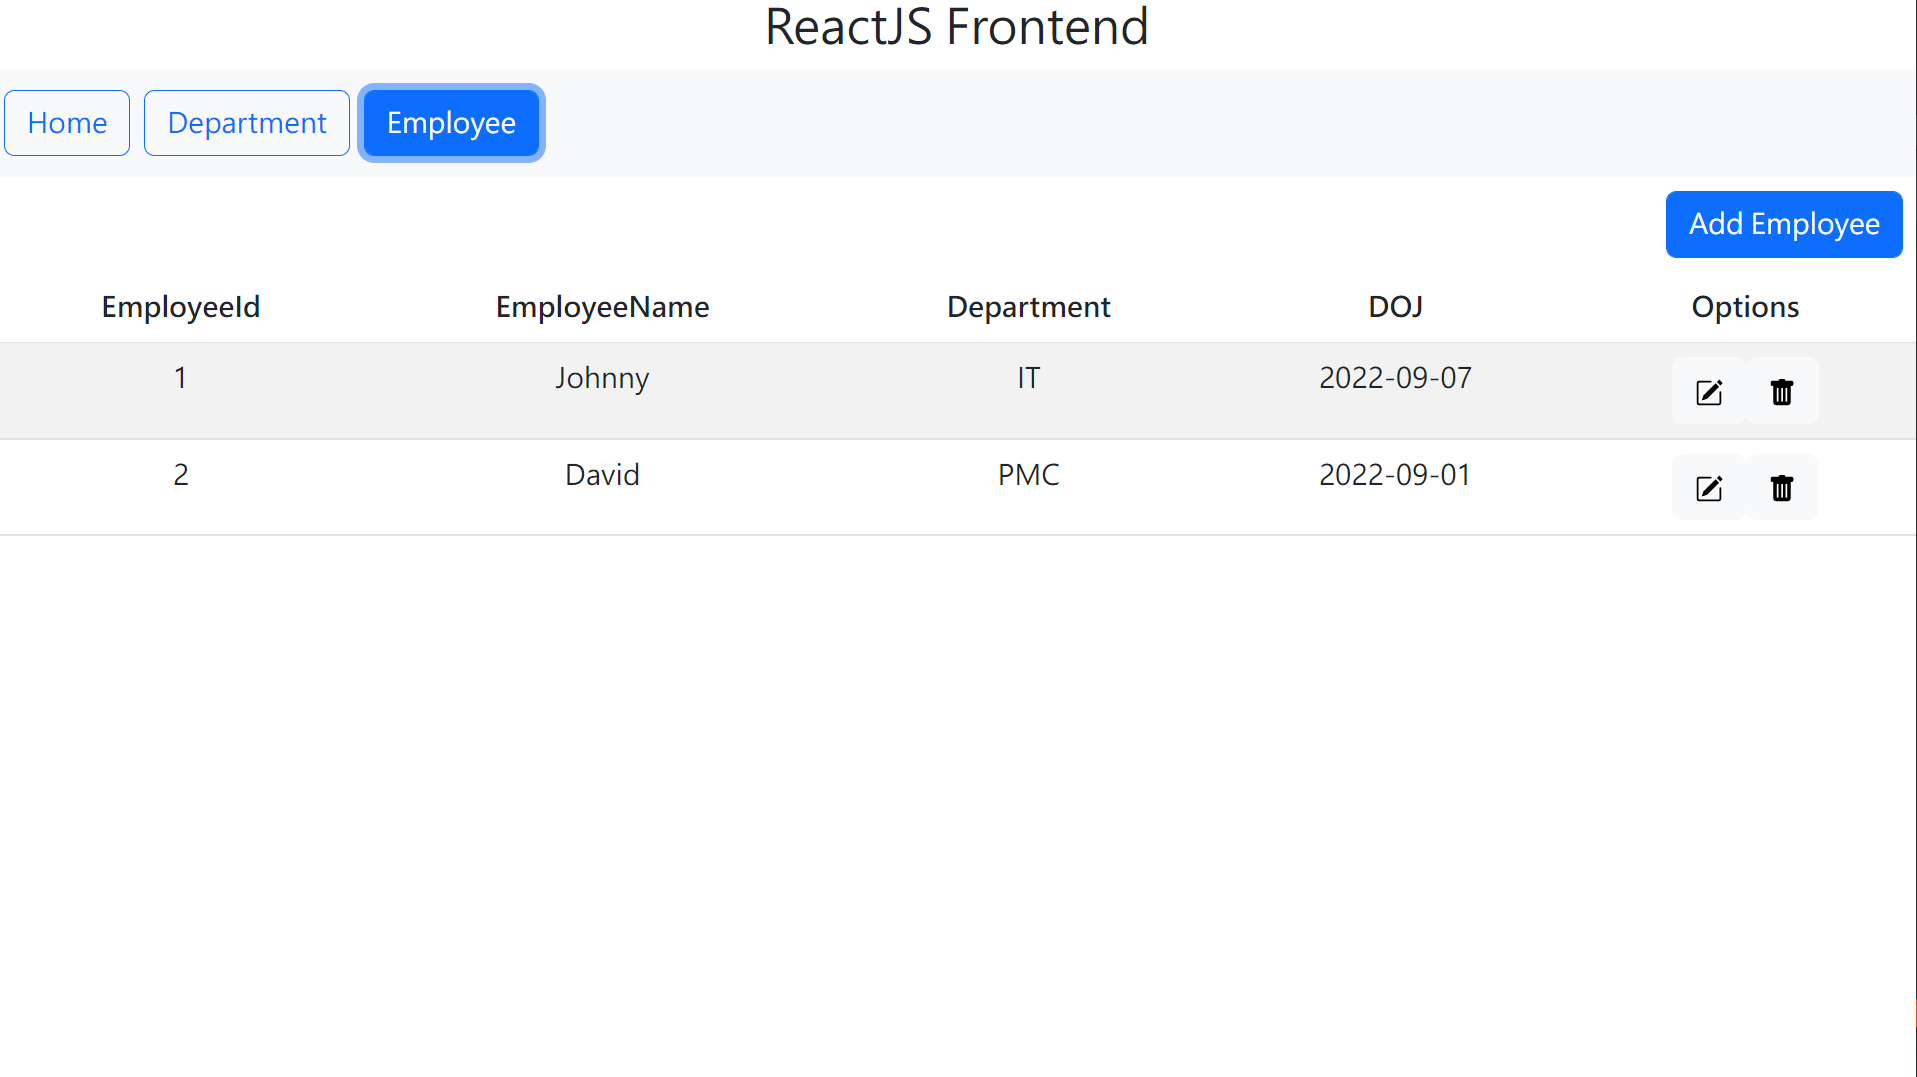 ReactJS Frontend
Home Department Employee
Add Employee
EmployeeId EmployeeName Department DOJ Options
1 Johnny IT 2022-09-07
2 David PMC 2022-09-01